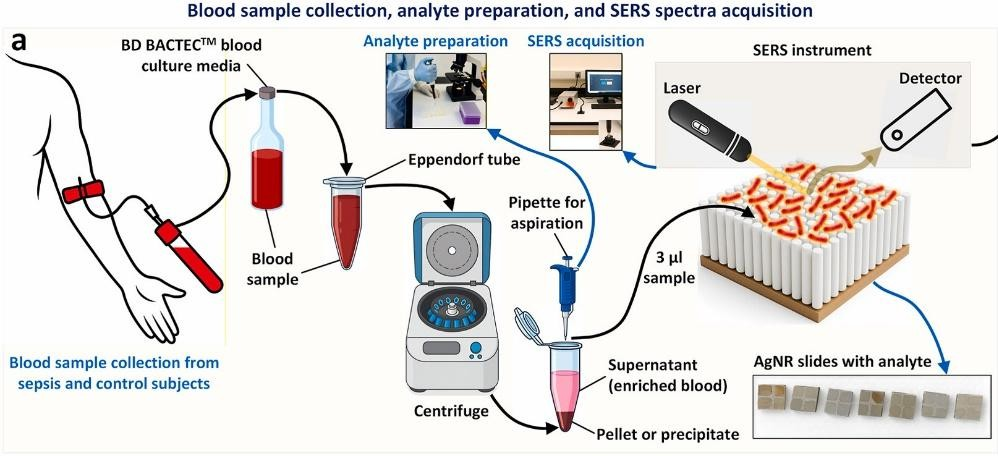 Blood sample collection, analyte preparation, and SERS spectra acquisition
a
BD BACTEC™ blood
culture media
Analyte preparation
SERS acquisition
SERS instrument
Laser
Detector
Eppendorf tube
Pipette for
aspiration
Blood
sample
3 µl
sample
Blood sample collection from
sepsis and control subjects
Centrifuge
Supernatant
(enriched blood)
Pellet or precipitate
AgNR slides with analyte